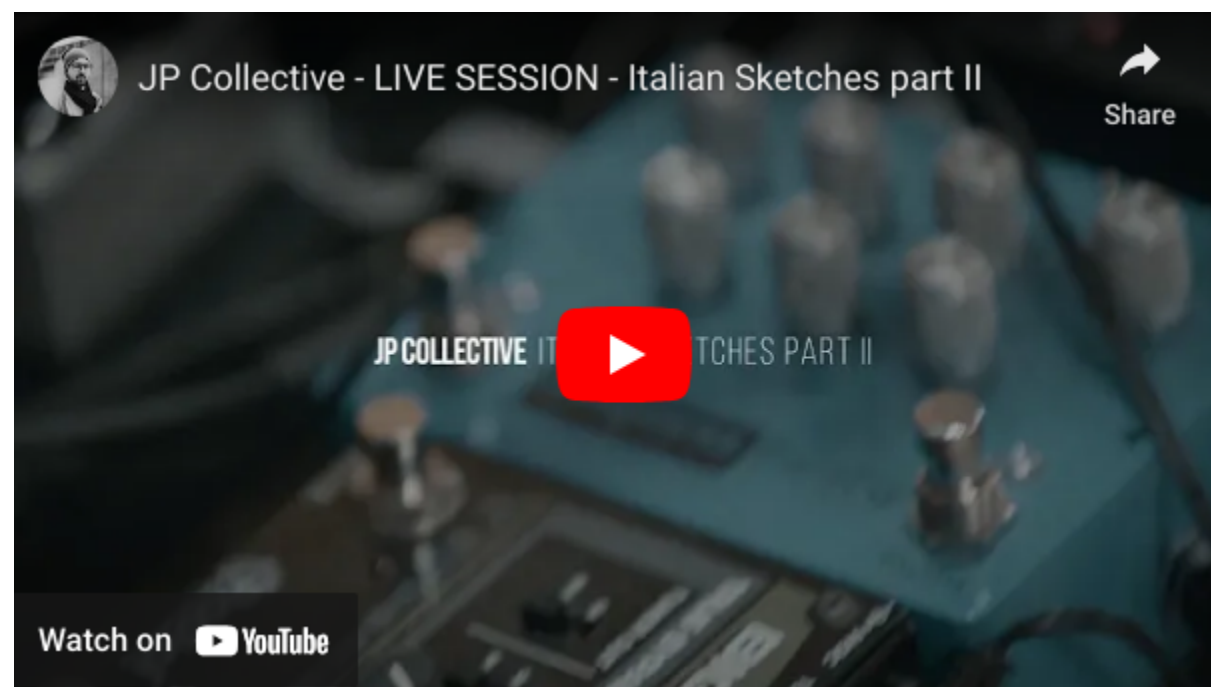 JP Collective - LIVE SESSION - Italian Sketches part II
Share
JP COLLECTIVE IT TCHES PART II
Watch on YouTube